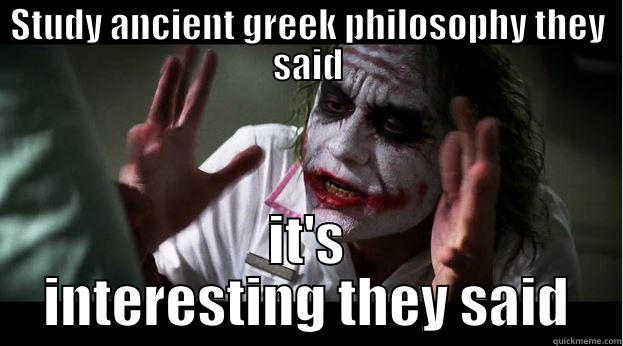 Study ancient greek philosophy they
said
it's
interesting they said
quickmeme.com